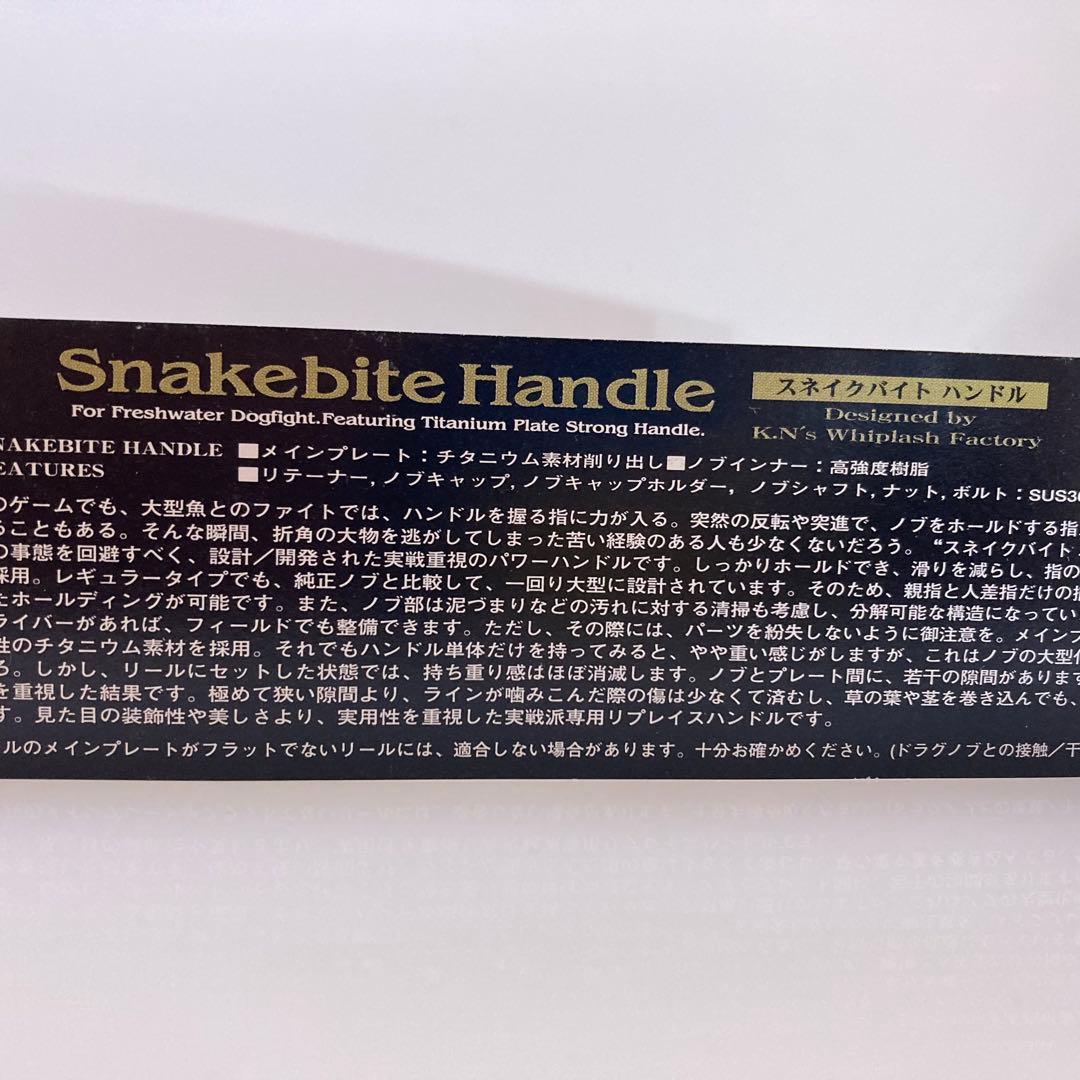 Snakebite Handle
スネイクバイト ハンドル
For Freshwater Dogfight.Featuring Titanium Plate Strong Handle.
Designed by
K.N's Whiplash Factory
NAKEBITE HANDLE
EATURES
■メインプレート：チタニウム素材削り出し■ノブインナー：高強度樹脂
■リテーナー,ノブキャップ,ノブキャップホルダー, ノブシャフト,ナット,ボルト：SUS30
のゲームでも、大型魚とのファイトでは、ハンドルを握る指に力が入る。突然の反転や突進で、ノブをホールドする指
ることもある。そんな瞬間、折角の大物を逃がしてしまった苦い経験のある人も少なくないだろう。“スネイクバイト
の事態を回避すべく、設計／開発された実戦重視のパワーハンドルです。しっかりホールドでき、滑りを減らし、指の
採用。レギュラータイプでも、純正ノブと比較して、一回り大型に設計されています。そのため、親指と人差指だけの
たホールディングが可能です。また、ノブ部は泥づまりなどの汚れに対する清掃も考慮し、分解可能な構造になってい
ライバーがあれば、フィールドでも整備できます。ただし、その際には、パーツを紛失しないように御注意を。メインプ
性のチタニウム素材を採用。それでもハンドル単体だけを持ってみると、やや重い感じがしますが、これはノブの大型化
ろ。しかし、リールにセットした状態では、持ち重り感はほぼ消滅します。ノブとプレート間に、若干の隙間があります
を重視した結果です。極めて狭い隙間より、ラインが噛みこんだ際の傷は少なくて済むし、草の葉や茎を巻き込んでも、
す。見た目の装飾性や美しさより、実用性を重視した実戦派専用リプレイスハンドルです。
ルのメインプレートがフラットでないリールには、適合しない場合があります。十分お確かめください。(ドラグノブとの接触／干